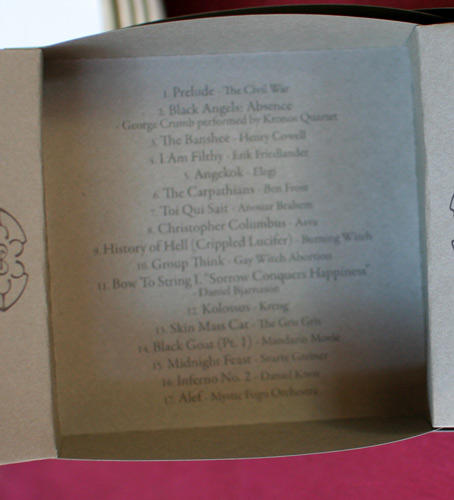 1. Prelude - The Civil War
2. Black Angels: Absence
- George Crumb performed by Kronos Quartet
3. The Banshee - Henry Cowell
4. I Am Filthy - Erik Friedlander
5. Angekok - Elegi
6. The Carpathians - Ben Frost
7. Toi Qui Sait - Anouar Brahem
8. Christopher Columbus -
9. History of Hell (Crippled Lucifer) - Burning Witch
10. Group Think - Gay Witch Abortion
11. Bow To String I. "Sorrow Conquers Happiness"
- Daniel Bjarnason
12. Kolossus - Kreng
13. Skin Mass Cat - The Gris Gris
14. Black Goat (Pt. 1) - Mandarin Movie
15. Midnight Feast - Greiner
16. Inferno No. 2 - Daniel
17. Alef - Mystic Fugu Orchestra